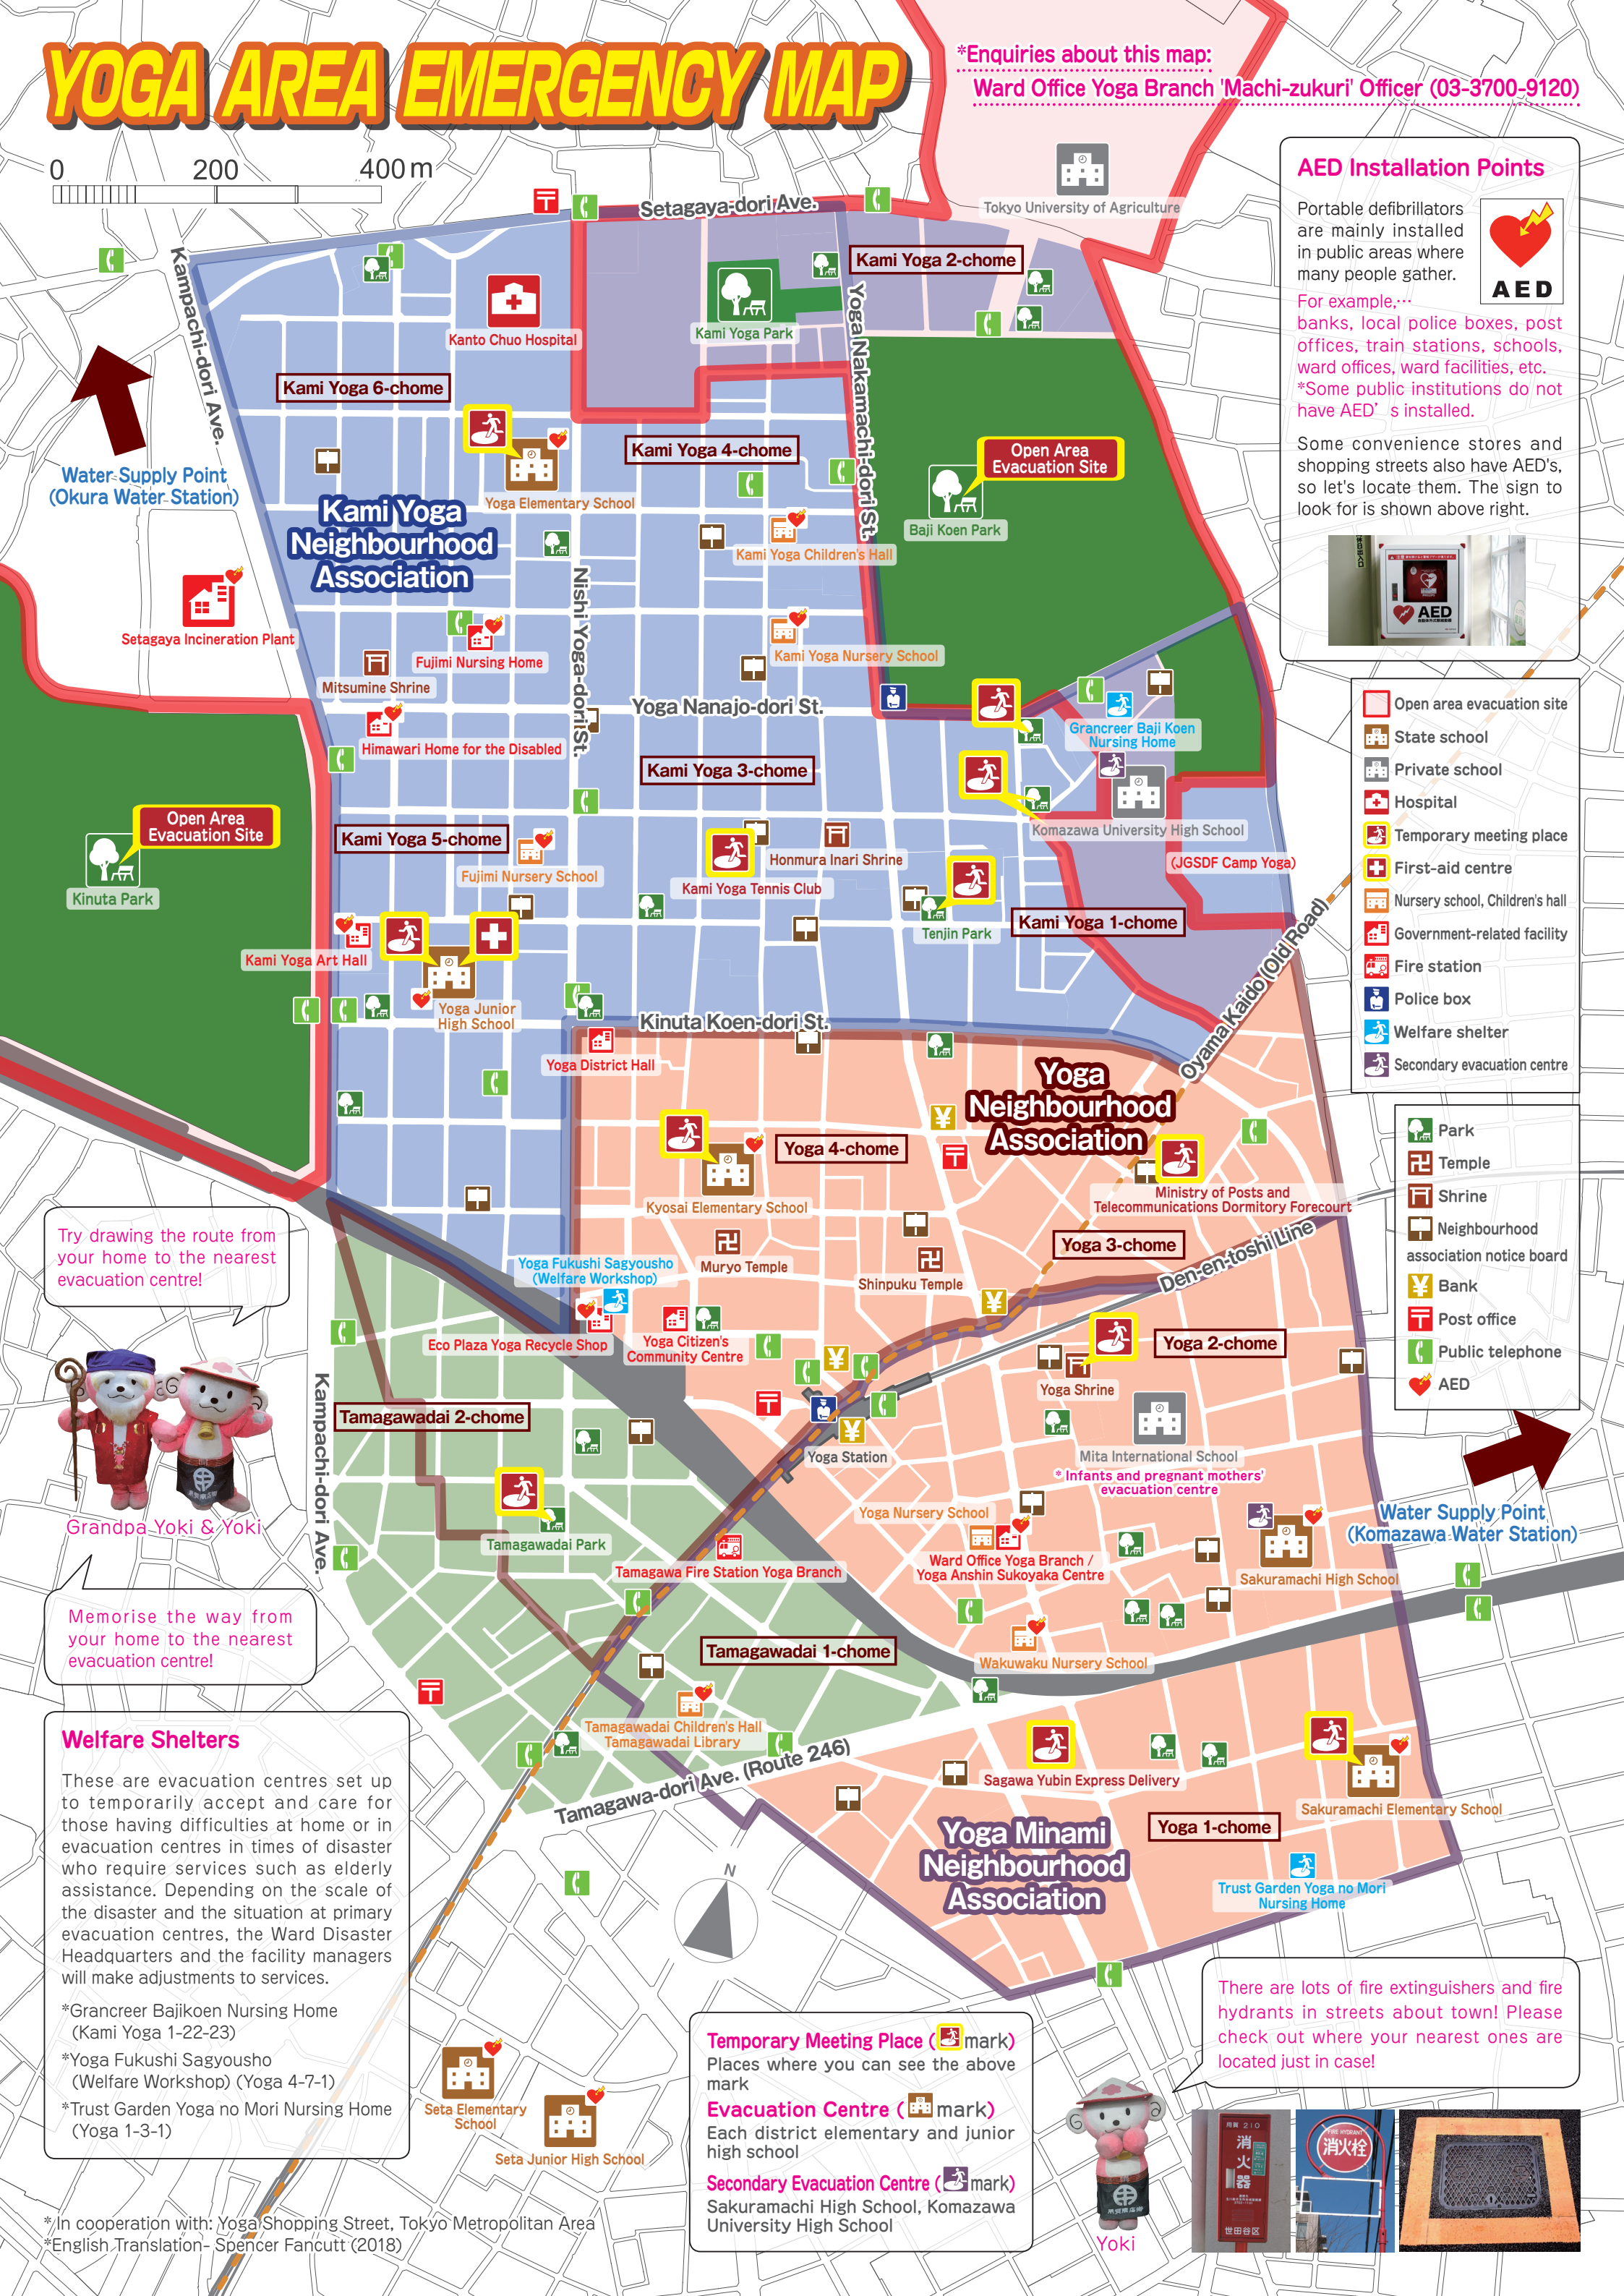 YOGA AREA EMERGENCY MAP
*Enquiries about this map:
Ward Office Yoga Branch 'Machi-zukuri' Officer (03-3700-9120)
0 200 400 m
AED Installation Points
Portable defibrillators
are mainly installed
in public areas where
many people gather.
AED
For example,…
banks, local police boxes, post
offices, train stations, schools,
ward offices, ward facilities, etc.
*Some public institutions do not
have AED’s installed.
Some convenience stores and
shopping streets also have AED's,
so let's locate them. The sign to
look for is shown above right.
AED
Tokyo University of Agriculture
Setagaya-dori Ave.
Kami Yoga 2-chome
Kampachi-dori Ave.
Kanto Chuo Hospital
Kami Yoga Park
Yoga Nakamachi-dori St.
Kami Yoga 6-chome
Kami Yoga 4-chome
Open Area
Evacuation Site
Baji Koen Park
Water Supply Point
(Okura Water Station)
Yoga Elementary School
Kami Yoga
Neighbourhood
Association
Kami Yoga Children's Hall
Nishi Yoga-dori St.
Setagaya Incineration Plant
Fujimi Nursing Home
Kami Yoga Nursery School
Mitsumine Shrine
Yoga Nanajo-dori St.
Himawari Home for the Disabled
Grancreer Baji Koen
Nursing Home
Kami Yoga 3-chome
Open Area
Evacuation Site
Kinuta Park
Kami Yoga 5-chome
Komazawa University High School
Honmura Inari Shrine
(JGSDF Camp Yoga)
Fujimi Nursery School
Kami Yoga Tennis Club
Kami Yoga 1-chome
Tenjin Park
Kami Yoga Art Hall
Yoga Junior
High School
Kinuta Koen-dori St.
Oyama Kaido (Old Road)
Yoga District Hall
Yoga
Neighbourhood
Association
Yoga 4-chome
Kyosai Elementary School
Ministry of Posts and
Telecommunications Dormitory Forecourt
Yoga 3-chome
Muryo Temple
Shinpuku Temple
Den-en-toshi Line
Yoga Fukushi Sagyousho
(Welfare Workshop)
Eco Plaza Yoga Recycle Shop
Yoga Citizen's
Community Centre
Yoga 2-chome
Yoga Shrine
Open area evacuation site
State school
Private school
Hospital
Temporary meeting place
First-aid centre
Nursery school, Children's hall
Government-related facility
Fire station
Police box
Welfare shelter
Secondary evacuation centre
Park
Temple
Shrine
Neighbourhood
association notice board
Bank
Post office
Public telephone
AED
Try drawing the route from
your home to the nearest
evacuation centre!
Grandpa Yoki & Yoki
Memorise the way from
your home to the nearest
evacuation centre!
Kampachi-dori Ave.
Tamagawadai 2-chome
Yoga Station
Mita International School
* Infants and pregnant mothers'
evacuation centre
Tamagawadai Park
Yoga Nursery School
Ward Office Yoga Branch /
Yoga Anshin Sukoyaka Centre
Water Supply Point
(Komazawa Water Station)
Sakuramachi High School
Tamagawa Fire Station Yoga Branch
Tamagawadai 1-chome
Wakuwaku Nursery School
Tamagawadai Children's Hall
Tamagawadai Library
Tamagawa-dori Ave. (Route 246)
Sagawa Yubin Express Delivery
Sakuramachi Elementary School
Yoga Minami
Neighbourhood
Association
Yoga 1-chome
Trust Garden Yoga no Mori
Nursing Home
N
Welfare Shelters
These are evacuation centres set up
to temporarily accept and care for
those having difficulties at home or in
evacuation centres in times of disaster
who require services such as elderly
assistance. Depending on the scale of
the disaster and the situation at primary
evacuation centres, the Ward Disaster
Headquarters and the facility managers
will make adjustments to services.
*Grancreer Bajikoen Nursing Home
(Kami Yoga 1-22-23)
*Yoga Fukushi Sagyousho
(Welfare Workshop) (Yoga 4-7-1)
*Trust Garden Yoga no Mori Nursing Home
(Yoga 1-3-1)
Seta Elementary
School
Seta Junior High School
Temporary Meeting Place ( mark)
Places where you can see the above
mark
Evacuation Centre ( mark)
Each district elementary and junior
high school
Secondary Evacuation Centre ( mark)
Sakuramachi High School, Komazawa
University High School
There are lots of fire extinguishers and fire
hydrants in streets about town! Please
check out where your nearest ones are
located just in case!
Yoki
消火器
世田谷区
FIRE HYDRANT
消火栓
* In cooperation with: Yoga Shopping Street, Tokyo Metropolitan Area
*English Translation- Spencer Fancutt (2018)